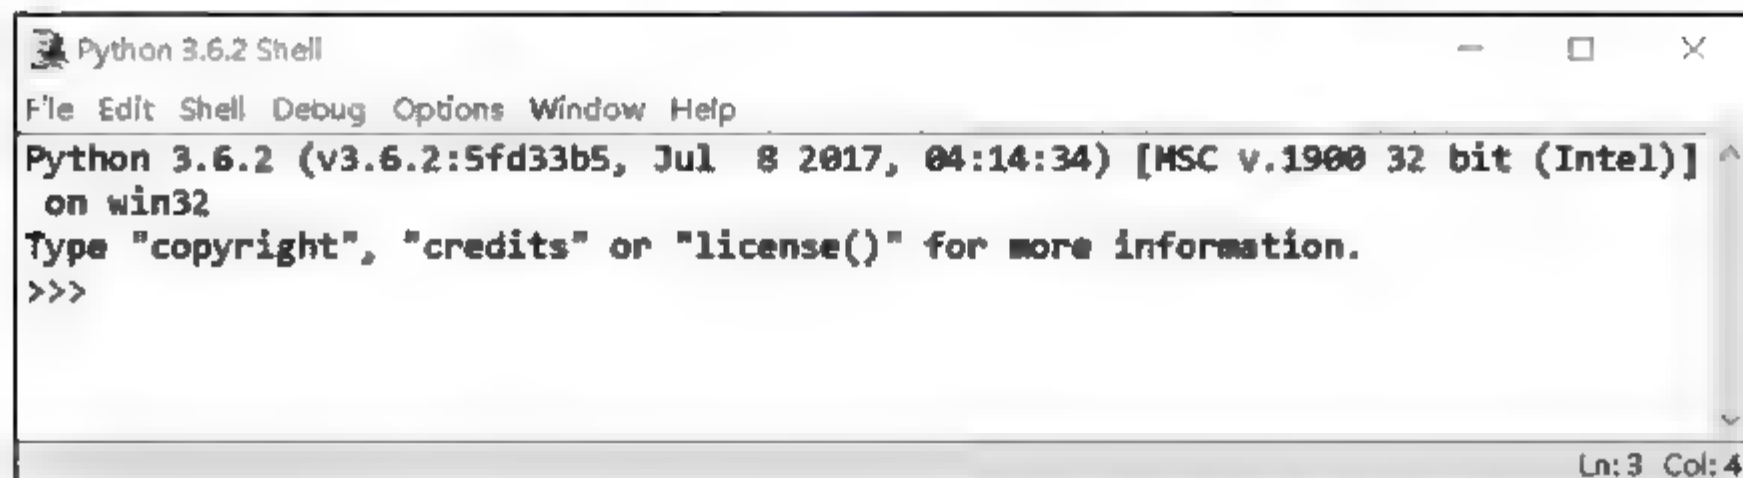 Python 3.6.2 Shell
File Edit Shell Debug Options Window Help
Python 3.6.2 (v3.6.2:5fd33b5, Jul  8 2017, 04:14:34) [MSC v.1900 32 bit (Intel)]
 on win32
Type "copyright", "credits" or "license()" for more information.
>>>
Ln: 3 Col: 4